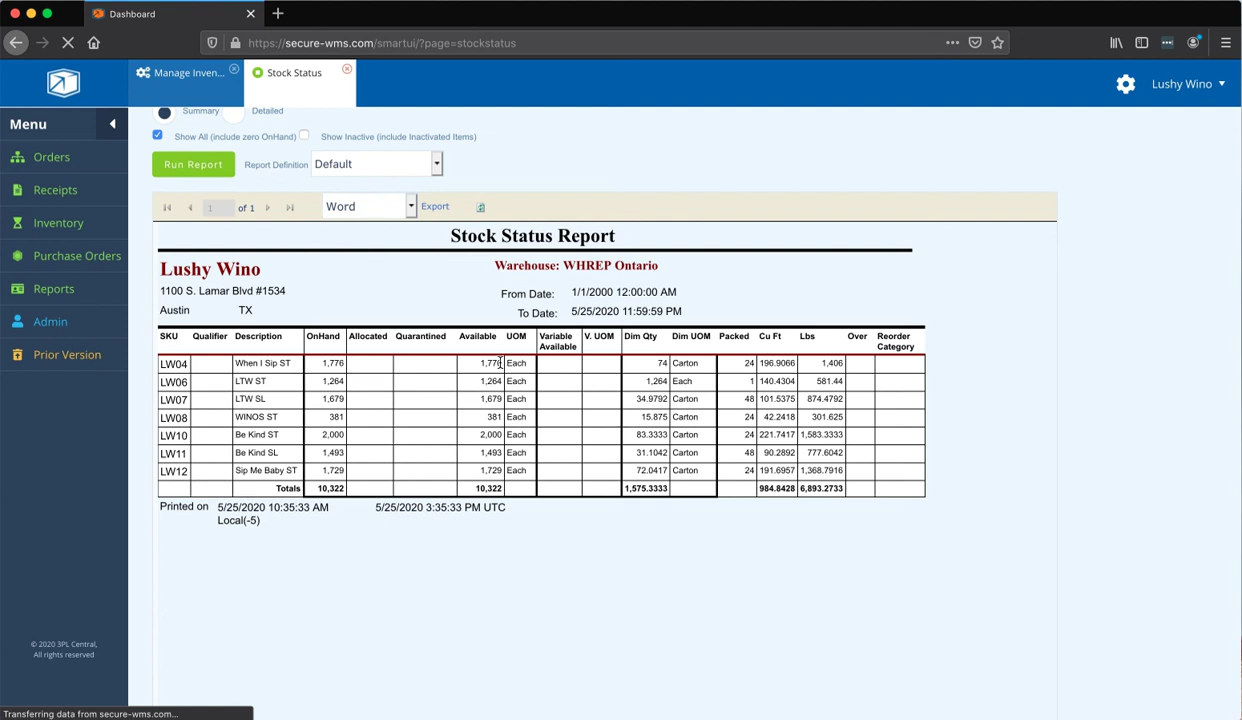 Dashboard
https://secure-wms.com/smartui/?page=stockstatus
Manage Inven...
Stock Status
Lushy Wino
Menu
Orders
Receipts
Inventory
Purchase Orders
Reports
Admin
Prior Version
© 2020 3PL Central,
All rights reserved
Summary Detailed
Show All (include zero OnHand) Show Inactive (include Inactivated Items)
Run Report Report Definition Default
1 of 1 Word Export
Stock Status Report
Lushy Wino Warehouse: WHREP Ontario
1100 S. Lamar Blvd #1534 From Date: 1/1/2000 12:00:00 AM
Austin TX To Date: 5/25/2020 11:59:59 PM
SKU Qualifier Description OnHand Allocated Quarantined Available UOM Variable Available V. UOM Dim Qty Dim UOM Packed Cu Ft Lbs Over Reorder Category
LW04 When I Sip ST 1,776 1,776 Each 74 Carton 24 196.9066 1,406
LW06 LTW ST 1,264 1,264 Each 1,264 Each 1 140.4304 581.44
LW07 LTW SL 1,679 1,679 Each 34.9792 Carton 48 101.5375 874.4792
LW08 WINOS ST 381 381 Each 15.875 Carton 24 42.2418 301.625
LW10 Be Kind ST 2,000 2,000 Each 83.3333 Carton 24 221.7417 1,583.3333
LW11 Be Kind SL 1,493 1,493 Each 31.1042 Carton 48 90.2892 777.6042
LW12 Sip Me Baby ST 1,729 1,729 Each 72.0417 Carton 24 191.6957 1,368.7916
Totals 10,322 10,322 1,575.3333 984.8428 6,893.2733
Printed on 5/25/2020 10:35:33 AM 5/25/2020 3:35:33 PM UTC
Local(-5)
Transferring data from secure-wms.com...